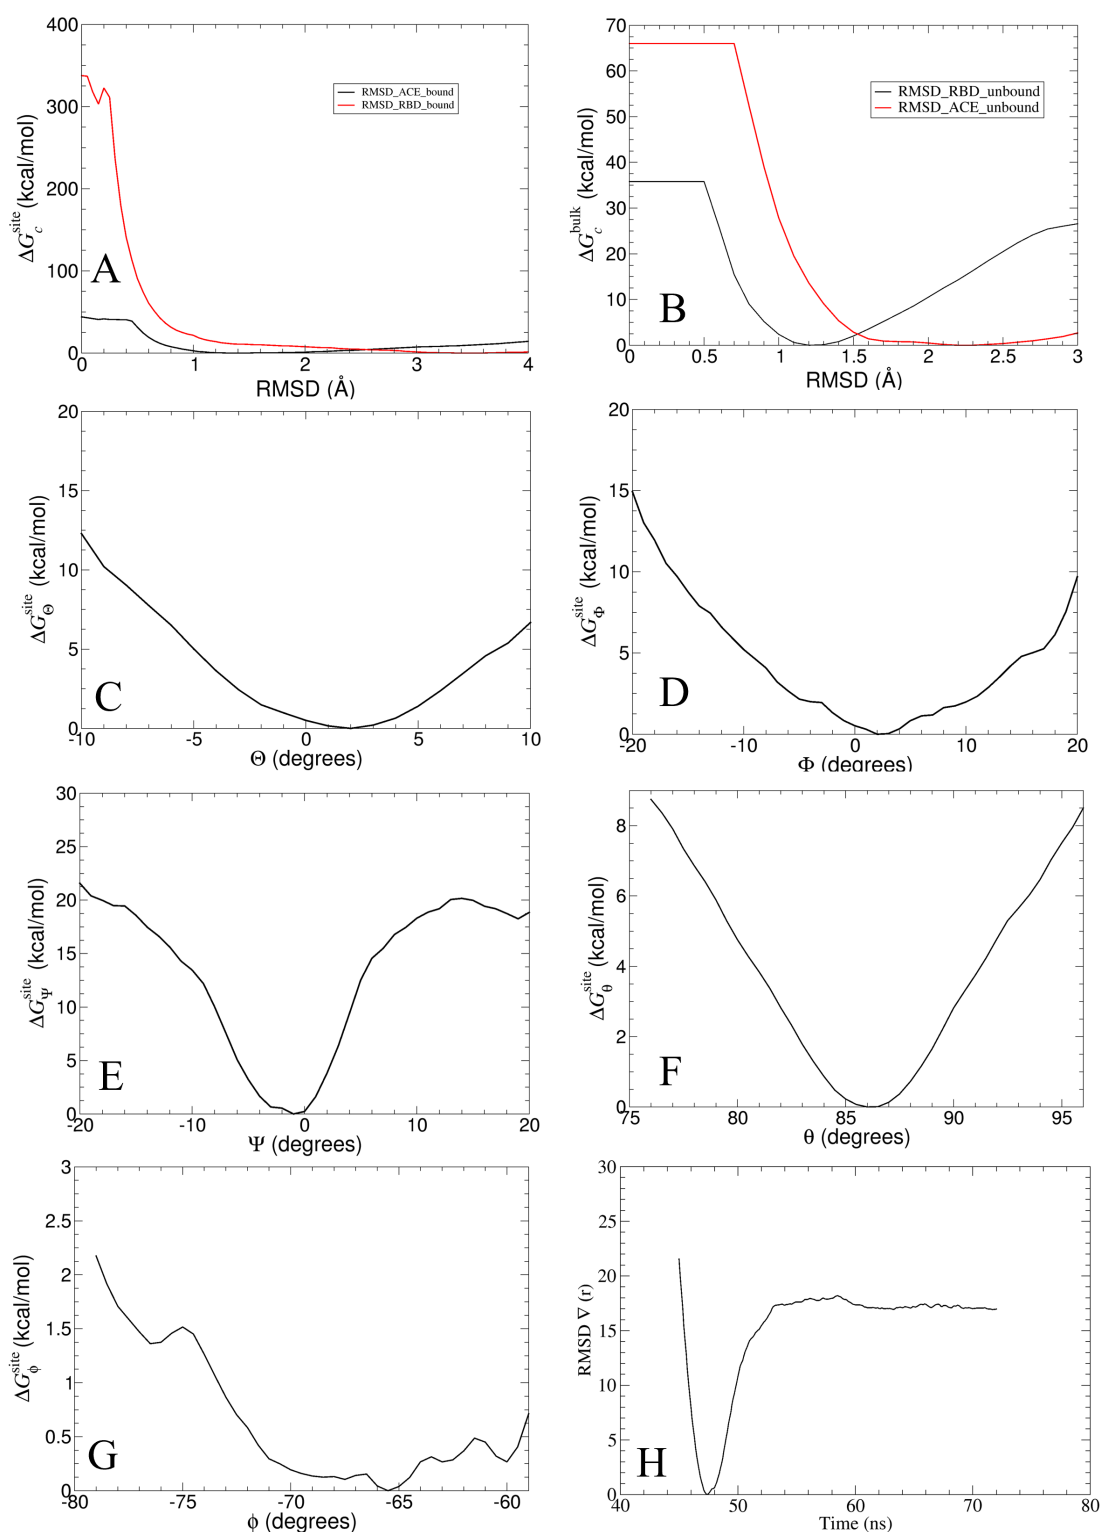 400
300
200
100
0
ΔG_c^site (kcal/mol)
RMSD_ACE_bound
RMSD_RBD_bound
A
0 1 2 3 4
RMSD (Å)
70
65
60
55
50
45
40
35
30
25
20
15
10
5
0
ΔG_c^bulk (kcal/mol)
RMSD_RBD_unbound
RMSD_ACE_unbound
B
0 0.5 1 1.5 2 2.5 3
RMSD (Å)
20
15
10
5
0
ΔG_Θ^site (kcal/mol)
C
-10 -5 0 5 10
Θ (degrees)
20
15
10
5
0
ΔG_Φ^site (kcal/mol)
D
-20 -10 0 10 20
Φ (degrees)
30
25
20
15
10
5
0
ΔG_Ψ^site (kcal/mol)
E
-20 -10 0 10 20
Ψ (degrees)
8
6
4
2
0
ΔG_θ^site (kcal/mol)
F
75 80 85 90 95
θ (degrees)
3
2.5
2
1.5
1
0.5
0
ΔG_ϕ^site (kcal/mol)
G
-80 -75 -70 -65 -60
ϕ (degrees)
30
25
20
15
10
5
0
RMSD ∇ (r)
H
40 50 60 70 80
Time (ns)